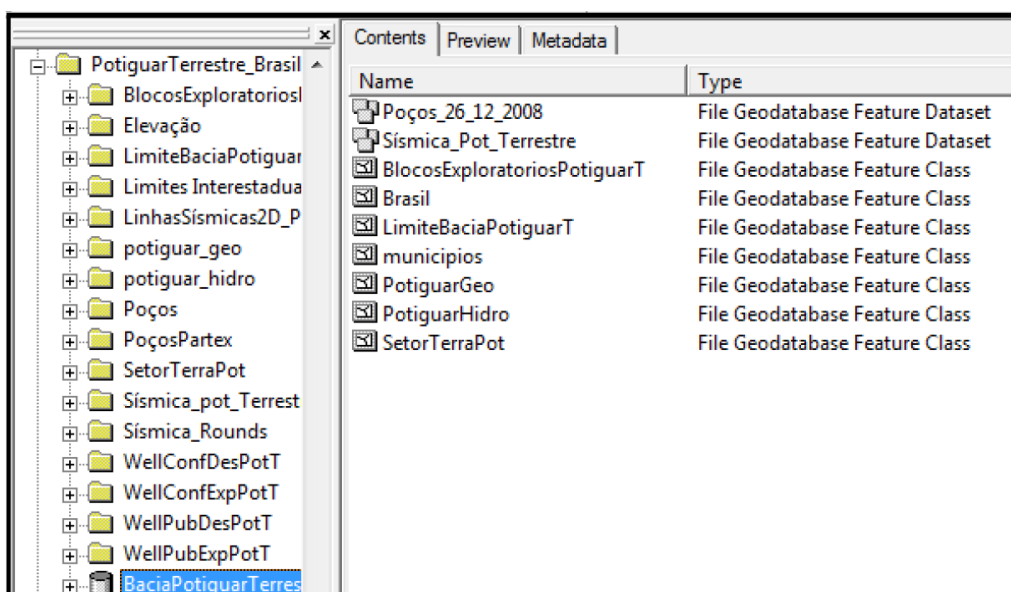 PotiguarTerrestre_Brasil
BlocosExploratoriosI
Elevação
LimiteBaciaPotiguar
Limites Interestadua
LinhasSísmicas2D_P
potiguar_geo
potiguar_hidro
Poços
PoçosPartex
SetorTerraPot
Sísmica_pot_Terrest
Sísmica_Rounds
WellConfDesPotT
WellConfExpPotT
WellPubDesPotT
WellPubExpPotT
BaciaPotiguarTerres
Contents Preview Metadata
Name Type
Poços_26_12_2008 File Geodatabase Feature Dataset
Sísmica_Pot_Terrestre File Geodatabase Feature Dataset
BlocosExploratoriosPotiguarT File Geodatabase Feature Class
Brasil File Geodatabase Feature Class
LimiteBaciaPotiguarT File Geodatabase Feature Class
municipios File Geodatabase Feature Class
PotiguarGeo File Geodatabase Feature Class
PotiguarHidro File Geodatabase Feature Class
SetorTerraPot File Geodatabase Feature Class